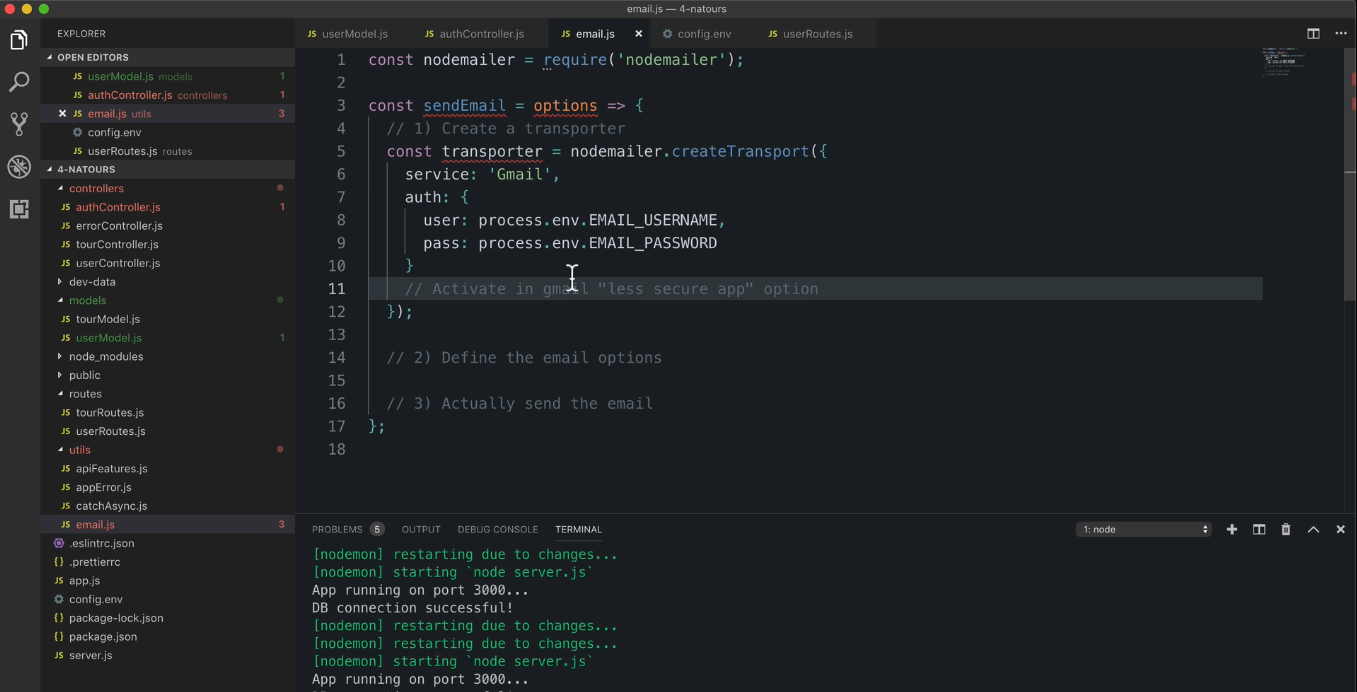 email.js — 4-natours
EXPLORER
OPEN EDITORS
JS userModel.js models 1
JS authController.js controllers 1
JS email.js utils 3
config.env
JS userRoutes.js routes
4-NATOURS
controllers
JS authController.js 1
JS errorController.js
JS tourController.js
JS userController.js
dev-data
models
JS tourModel.js
JS userModel.js 1
node_modules
public
routes
JS tourRoutes.js
JS userRoutes.js
utils
JS apiFeatures.js
JS appError.js
JS catchAsync.js
JS email.js 3
.eslintrc.json
{} .prettierrc
JS app.js
config.env
{} package-lock.json
{} package.json
JS server.js
JS userModel.js JS authController.js JS email.js config.env JS userRoutes.js
1 const nodemailer = require('nodemailer');
2
3 const sendEmail = options => {
4 // 1) Create a transporter
5 const transporter = nodemailer.createTransport({
6 service: 'Gmail',
7 auth: {
8 user: process.env.EMAIL_USERNAME,
9 pass: process.env.EMAIL_PASSWORD
10 }
11 // Activate in gmail "less secure app" option
12 });
13
14 // 2) Define the email options
15
16 // 3) Actually send the email
17 };
18
PROBLEMS 5 OUTPUT DEBUG CONSOLE TERMINAL 1: node
[nodemon] restarting due to changes...
[nodemon] starting `node server.js`
App running on port 3000...
DB connection successful!
[nodemon] restarting due to changes...
[nodemon] restarting due to changes...
[nodemon] starting `node server.js`
App running on port 3000...